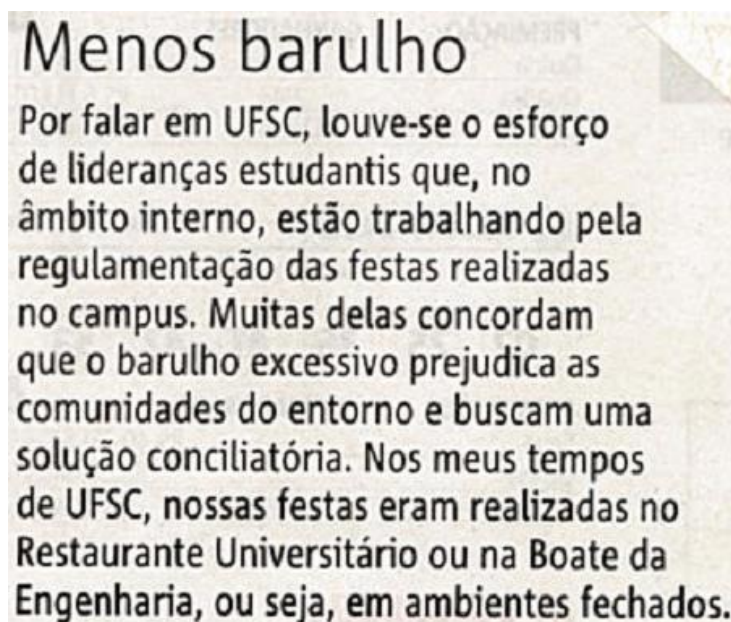 Menos barulho
Por falar em UFSC, louve-se o esforço
de lideranças estudantis que, no
âmbito interno, estão trabalhando pela
regulamentação das festas realizadas
no campus. Muitas delas concordam
que o barulho excessivo prejudica as
comunidades do entorno e buscam uma
solução conciliatória. Nos meus tempos
de UFSC, nossas festas eram realizadas no
Restaurante Universitário ou na Boate da
Engenharia, ou seja, em ambientes fechados.